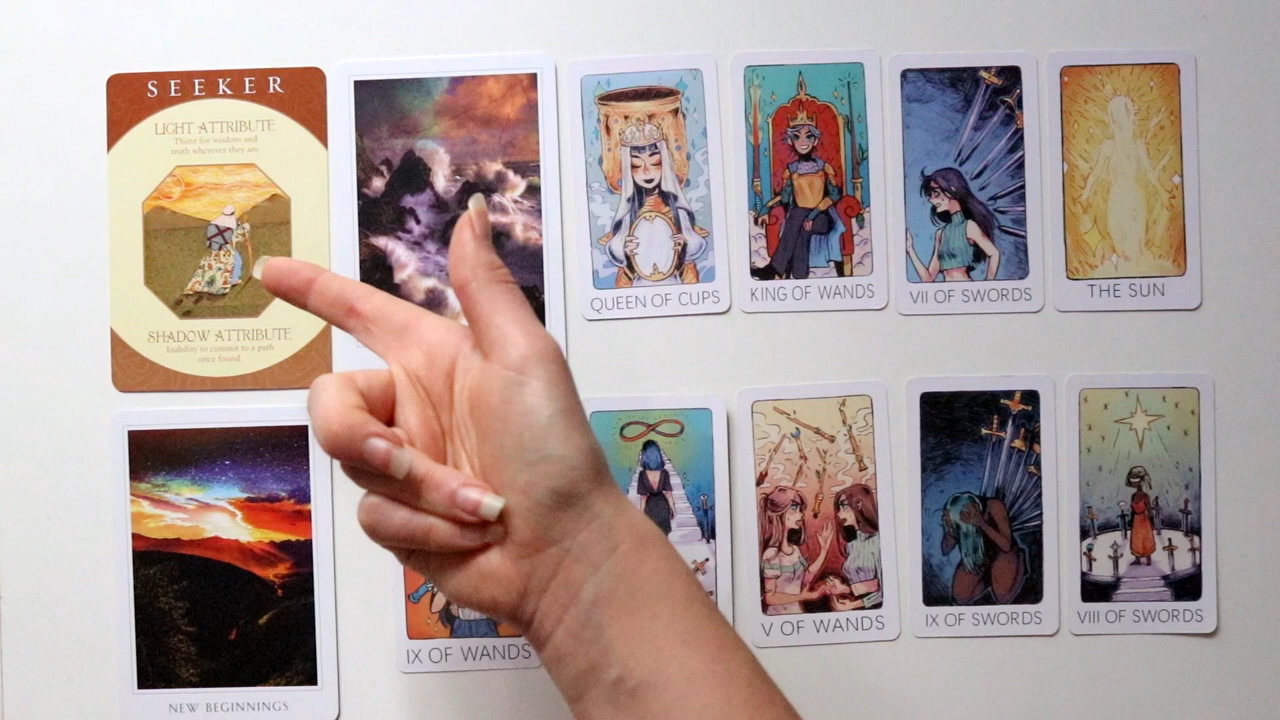 SEEKER
LIGHT ATTRIBUTE
Thirst for wisdom and
truth wherever they are
SHADOW ATTRIBUTE
Inability to commit to a path
once found.
QUEEN OF CUPS
KING OF WANDS
VII OF SWORDS
THE SUN
NEW BEGINNINGS
IX OF WANDS
V OF WANDS
IX OF SWORDS
VIII OF SWORDS